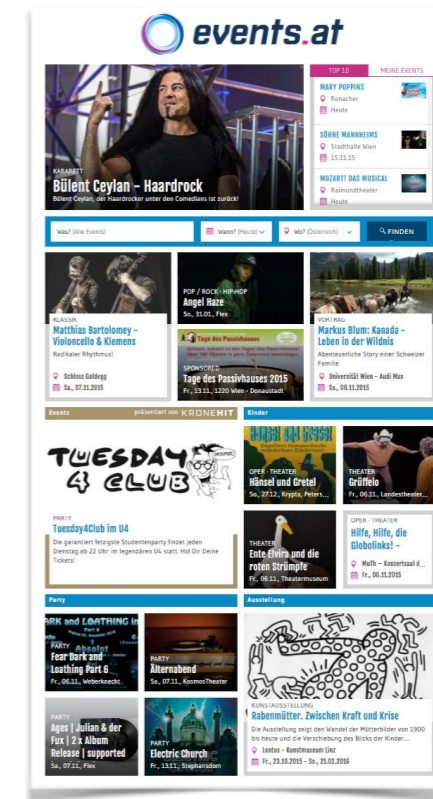 events.at
TOP 10
MEINE EVENTS
MARY POPPINS
Ronacher
Heute
SÖHNE MANNHEIMS
Stadthalle Wien
15.11.15
MOZART! DAS MUSICAL
Raimundtheater
Heute
KABARETT
Bülent Ceylan - Haardrock
Bülent Ceylan, der Haardrocker unter den Comedians ist zurück!
Was? (Alle Events)
Wann? (Heute)
Wo? (Österreich)
FINDEN
KLASSIK
Matthias Bartolomey -
Violoncello & Klemens
Radikaler Rhythmus!
Schloss Goldegg
Sa., 07.11.2015
POP / ROCK · HIP-HOP
Angel Haze
So., 31.01., Flex
Tage des Passivhauses
SPONSORED
Tage des Passivhauses 2015
Fr., 13.11., 1220 Wien - Donaustadt
VORTRAG
Markus Blum: Kanada -
Leben in der Wildnis
Abenteuerliche Story einer Schweizer
Familie
Universität Wien - Audi Max
So., 08.11.2015
Events
präsentiert von KRONEHIT
TUESDAY
4 CLUB
PARTY
Tuesday4Club im U4
Die garantiert fetzigste Studentenparty findet jeden
Dienstag ab 22 Uhr im legendären U4 statt. Hol Dir Deine
Tickets!
Kinder
Hänsel und Gretel
OPER · THEATER
Hänsel und Gretel
So., 27.12., Krypta, Peters...
THEATER
Grüffelo
Fr., 06.11., Landestheater...
THEATER
Ente Elvira und die
roten Strümpfe
Fr., 06.11., Theatermuseum
OPER · THEATER
Hilfe, Hilfe, die
Globolinks! -
MuTh - Konzertsaal d...
Fr., 06.11.2015
Party
DARK and LOATHING in
Part 6
Absolut
PARTY
Fear Dark and
Loathing Part 6
Fr., 06.11., Weberknecht
PARTY
Älternabend
Sa., 07.11., KosmosTheater
PARTY
Ages | Julian & der
Fux | 2 x Album
Release | supported
Sa., 07.11., Flex
PARTY
Electric Church
Fr., 13.11., Stephansdom
Ausstellung
KUNSTAUSSTELLUNG
Rabenmütter. Zwischen Kraft und Krise
Die Ausstellung zeigt den Wandel der Mutterbilder von 1900
bis heute und die Verschiebung des Blicks der Kinder...
Lentos - Kunstmuseum Linz
Fr., 23.10.2015 - So., 21.02.2016